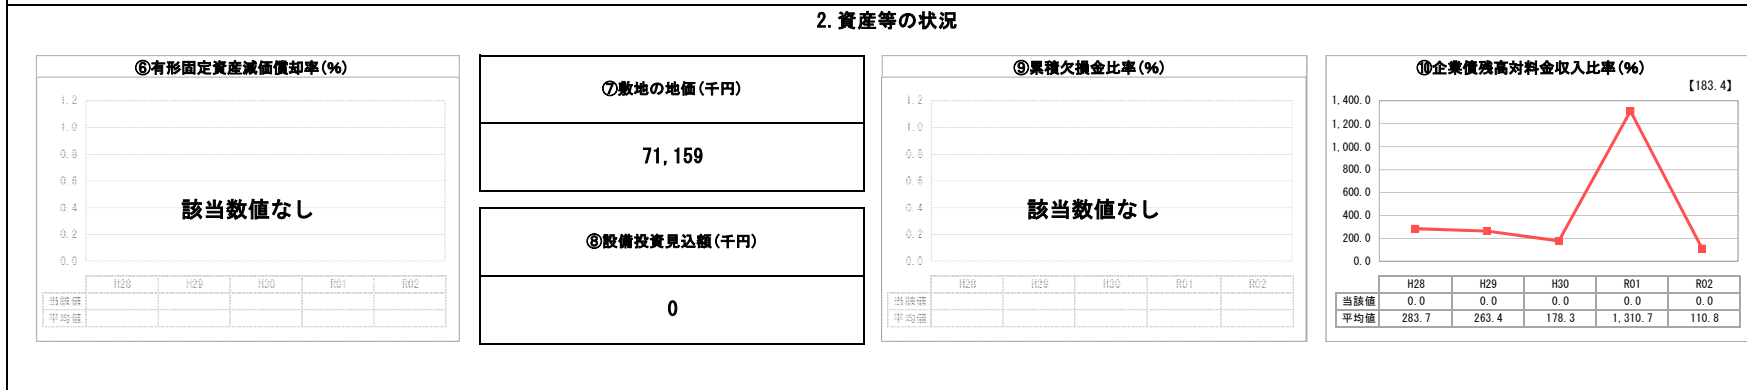 2.資産等の状況
⑥有形固定資産減価償却率(%)
1.2
1.0
0.8
0.6
0.4
0.2
0.0
該当数値なし
H28 H29 H30 R01 R02
当該値
平均値
⑦敷地の地価(千円)
71,159
⑧設備投資見込額(千円)
0
⑨累積欠損金比率(%)
1.2
1.0
0.8
0.6
0.4
0.2
0.0
該当数値なし
H28 H29 H30 R01 R02
当該値
平均値
⑩企業債残高対料金収入比率(%)
【183.4】
1,400.0
1,200.0
1,000.0
800.0
600.0
400.0
200.0
0.0
H28 H29 H30 R01 R02
当該値 0.0 0.0 0.0 0.0 0.0
平均値 283.7 263.4 178.3 1,310.7 110.8